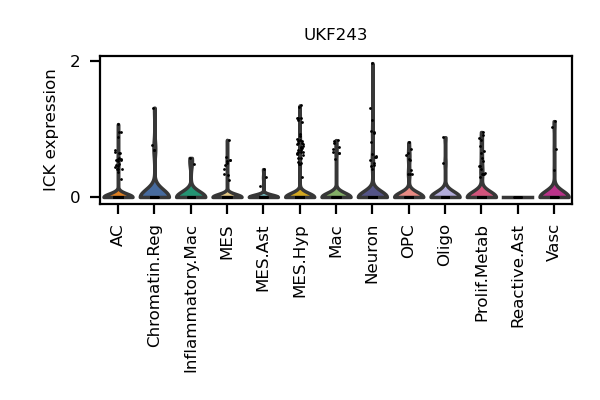 UKF243
ICK expression
2
0
AC
Chromatin.Reg
Inflammatory.Mac
MES
MES.Ast
MES.Hyp
Mac
Neuron
OPC
Oligo
Prolif.Metab
Reactive.Ast
Vasc